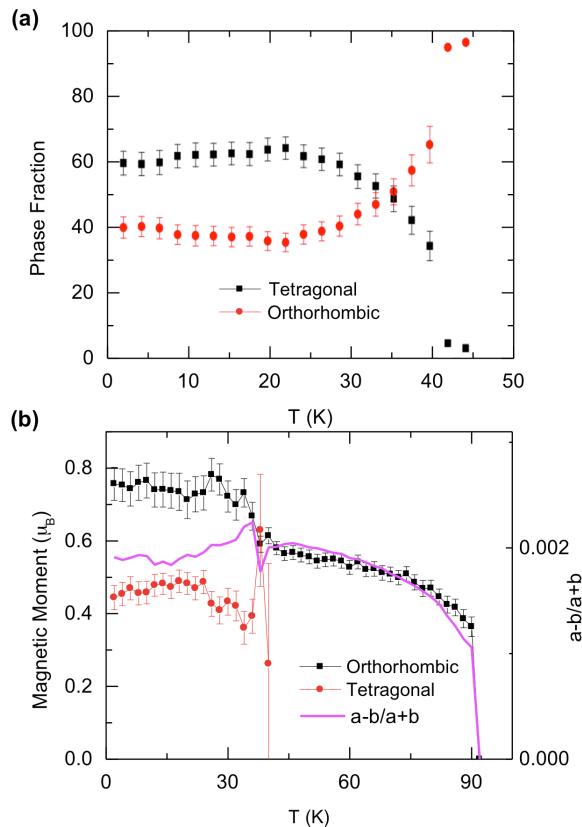 (a)
100
80
60
40
20
0
Phase Fraction
Tetragonal
Orthorhombic
0 10 20 30 40 50
T (K)
(b)
0.8
0.6
0.4
0.2
0.0
Magnetic Moment (μB)
0.002
0.000
a-b/a+b
Orthorhombic
Tetragonal
a-b/a+b
0 30 60 90
T (K)